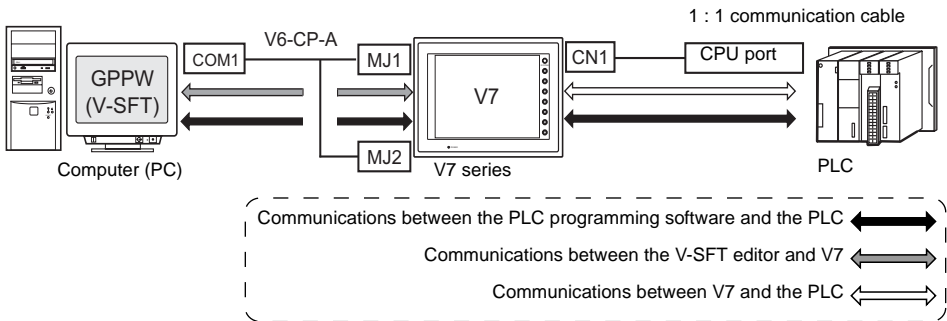 1 : 1 communication cable
V6-CP-A
COM1
MJ1
CN1
CPU port
GPPW
(V-SFT)
V7
MJ2
Computer (PC)
V7 series
PLC
Communications between the PLC programming software and the PLC
Communications between the V-SFT editor and V7
Communications between V7 and the PLC